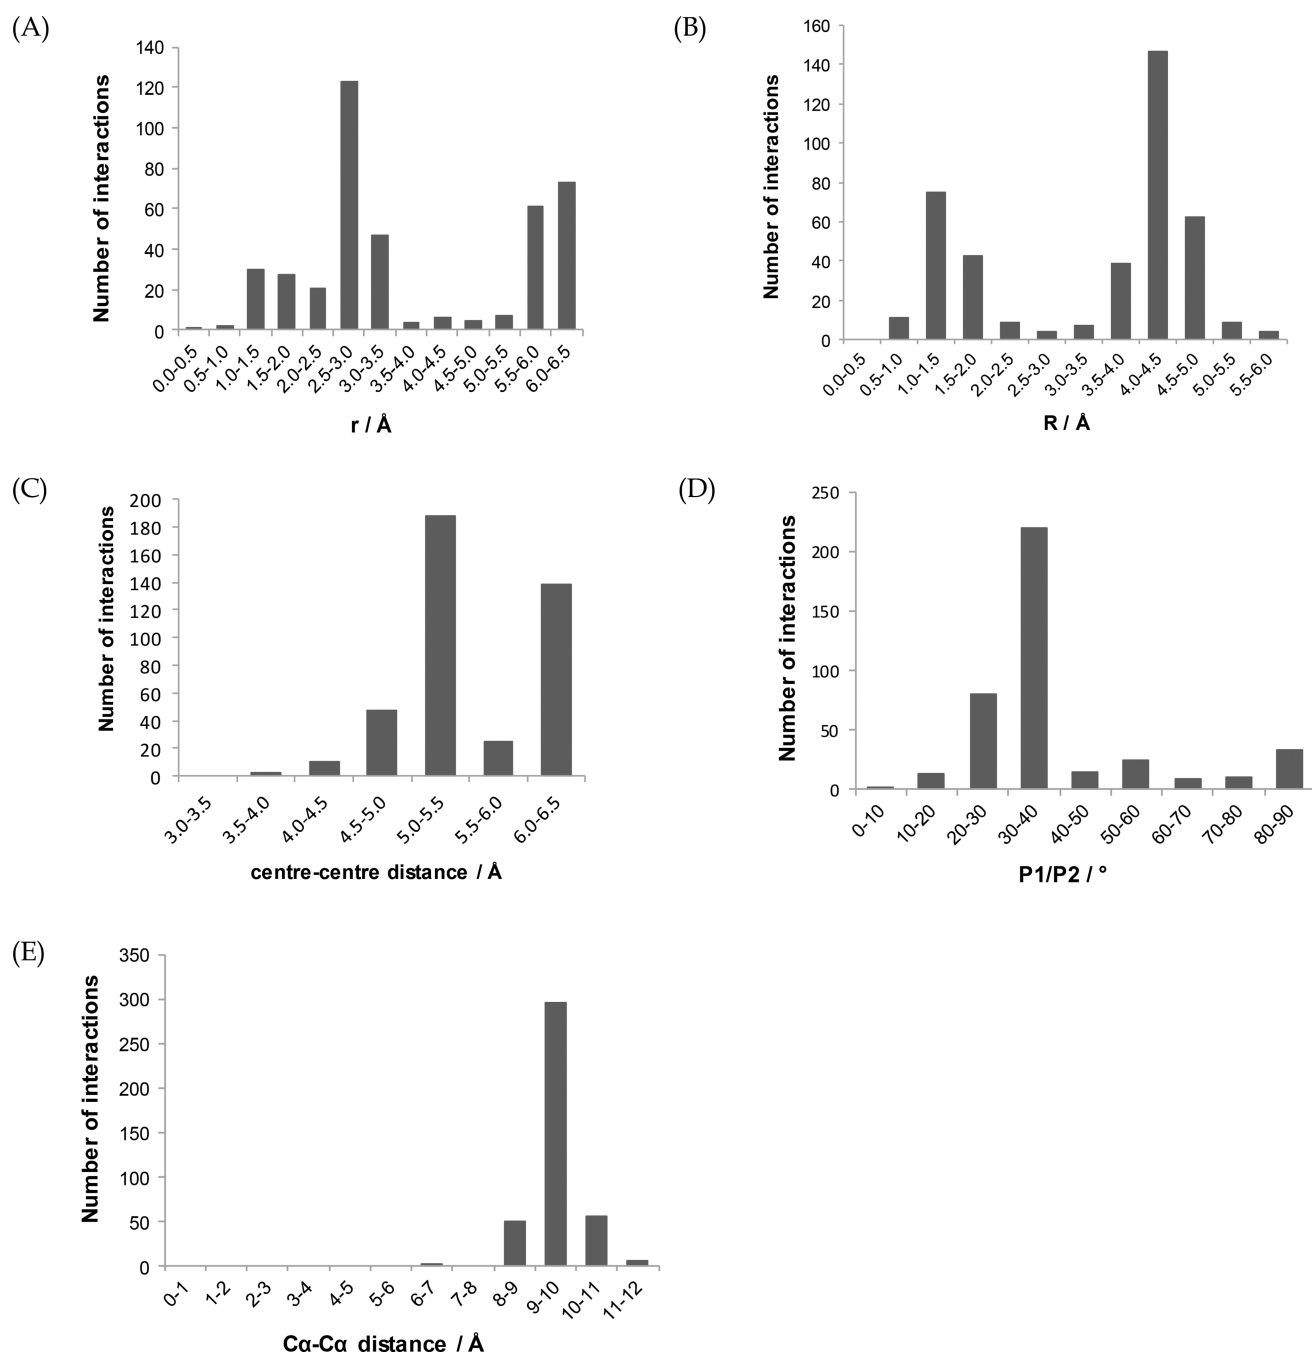 (A)
140
120
100
80
60
40
20
0
Number of interactions
0.0-0.5 0.5-1.0 1.0-1.5 1.5-2.0 2.0-2.5 2.5-3.0 3.0-3.5 3.5-4.0 4.0-4.5 4.5-5.0 5.0-5.5 5.5-6.0 6.0-6.5
r / Å
(B)
160
140
120
100
80
60
40
20
0
Number of interactions
0.0-0.5 0.5-1.0 1.0-1.5 1.5-2.0 2.0-2.5 2.5-3.0 3.0-3.5 3.5-4.0 4.0-4.5 4.5-5.0 5.0-5.5 5.5-6.0
R / Å
(C)
200
180
160
140
120
100
80
60
40
20
0
Number of interactions
3.0-3.5 3.5-4.0 4.0-4.5 4.5-5.0 5.0-5.5 5.5-6.0 6.0-6.5
centre-centre distance / Å
(D)
250
200
150
100
50
0
Number of interactions
0-10 10-20 20-30 30-40 40-50 50-60 60-70 70-80 80-90
P1/P2 / °
(E)
350
300
250
200
150
100
50
0
Number of interactions
0-1 1-2 2-3 3-4 4-5 5-6 6-7 7-8 8-9 9-10 10-11 11-12
Cα-Cα distance / Å